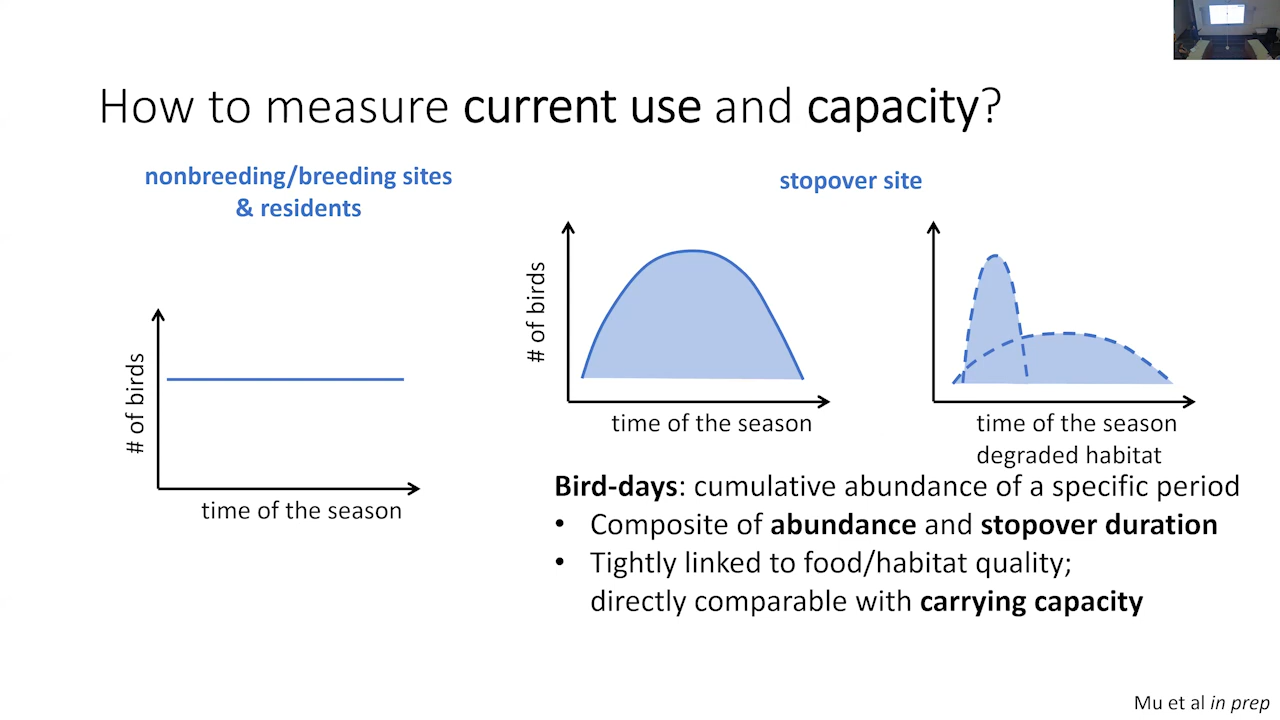 How to measure current use and capacity?
nonbreeding/breeding sites
& residents
# of birds
time of the season
stopover site
# of birds
time of the season
time of the season
degraded habitat
Bird-days: cumulative abundance of a specific period
• Composite of abundance and stopover duration
• Tightly linked to food/habitat quality;
directly comparable with carrying capacity
Mu et al in prep